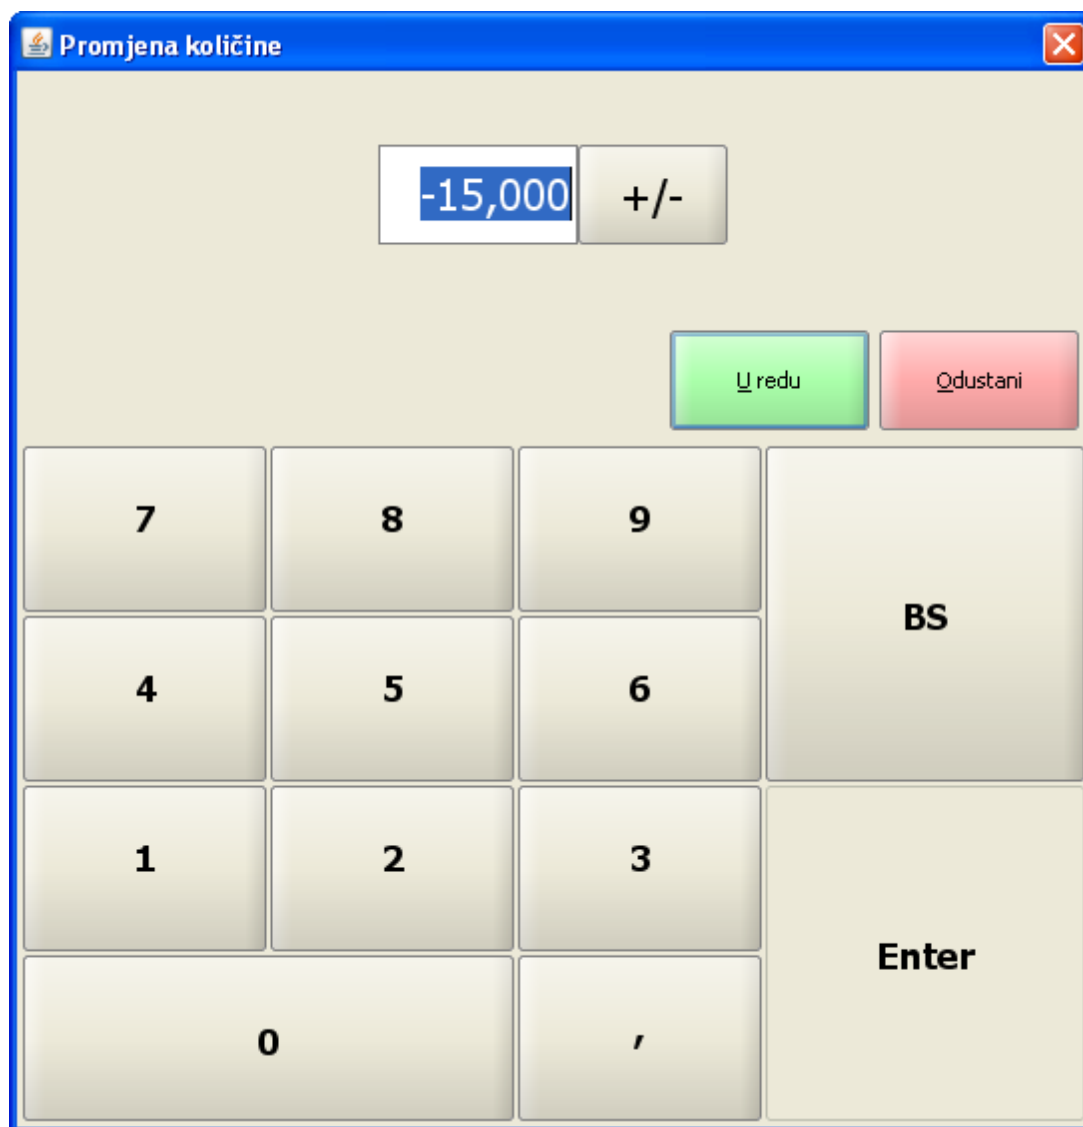 Promjena količine
-15,000 +/-
U redu Odustani
7 8 9
BS
4 5 6
1 2 3
Enter
0 ,